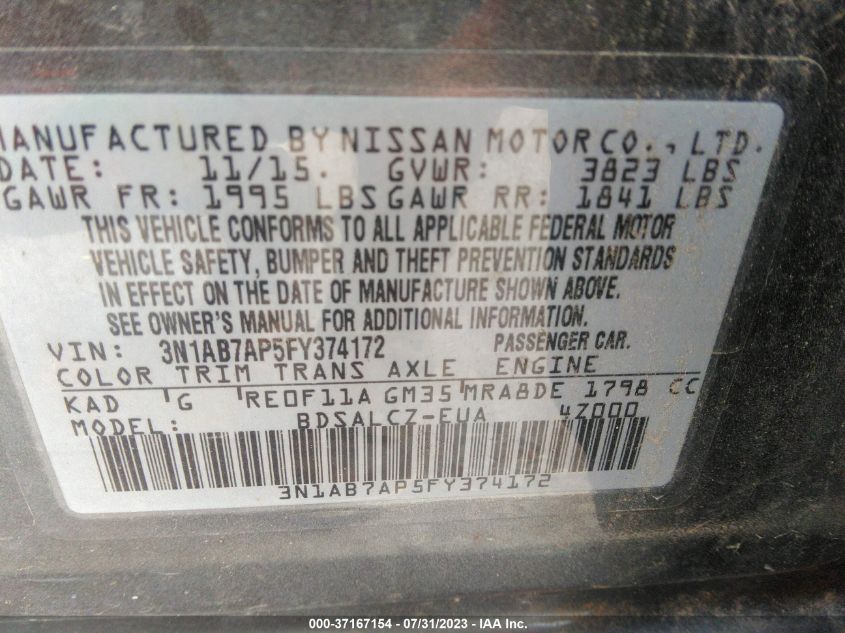 MANUFACTURED BY NISSAN MOTOR CO., LTD.
DATE: 11/15. GVWR: 3823 LBS
GAWR FR: 1995 LBS GAWR RR: 1841 LBS
THIS VEHICLE CONFORMS TO ALL APPLICABLE FEDERAL MOTOR
VEHICLE SAFETY, BUMPER AND THEFT PREVENTION STANDARDS
IN EFFECT ON THE DATE OF MANUFACTURE SHOWN ABOVE.
SEE OWNER'S MANUAL FOR ADDITIONAL INFORMATION.
VIN: 3N1AB7AP5FY374172 PASSENGER CAR.
COLOR TRIM TRANS AXLE ENGINE
KAD G RE0F11A GM35 MRA8DE 1798 CC
MODEL: BDSALCZ-EUA 4Z000
3N1AB7AP5FY374172
000-37167154 - 07/31/2023 - IAA Inc.